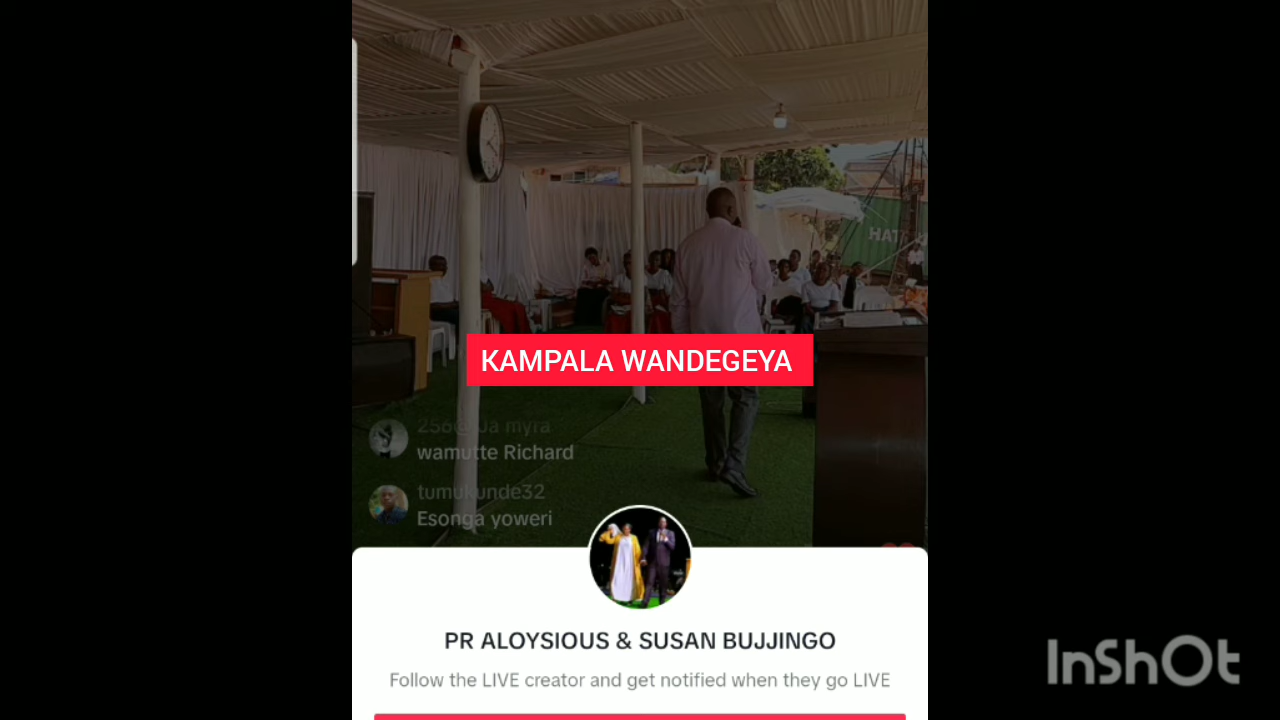 HAT
KAMPALA WANDEGEYA
wamutte Richard
tumukunde32
Esonga yoweri
PR ALOYSIOUS & SUSAN BUJJINGO
Follow the LIVE creator and get notified when they go LIVE
InShOt